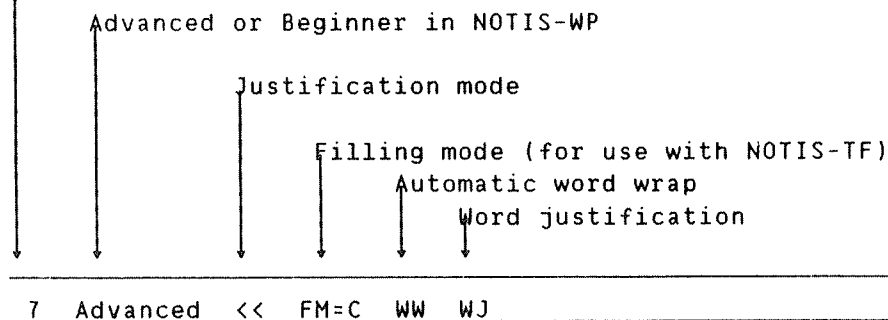 Advanced or Beginner in NOTIS-WP
Justification mode
Filling mode (for use with NOTIS-TF)
Automatic word wrap
Word justification
7 Advanced << FM=C WW WJ